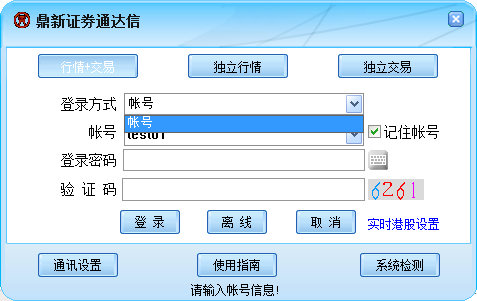 鼎新证券通达信
行情+交易 独立行情 独立交易
登录方式 帐号
帐号
帐号 test01 记住帐号
登录密码
验证码 6261
登录 离线 取消 实时港股设置
通讯设置 使用指南 系统检测
请输入帐号信息!